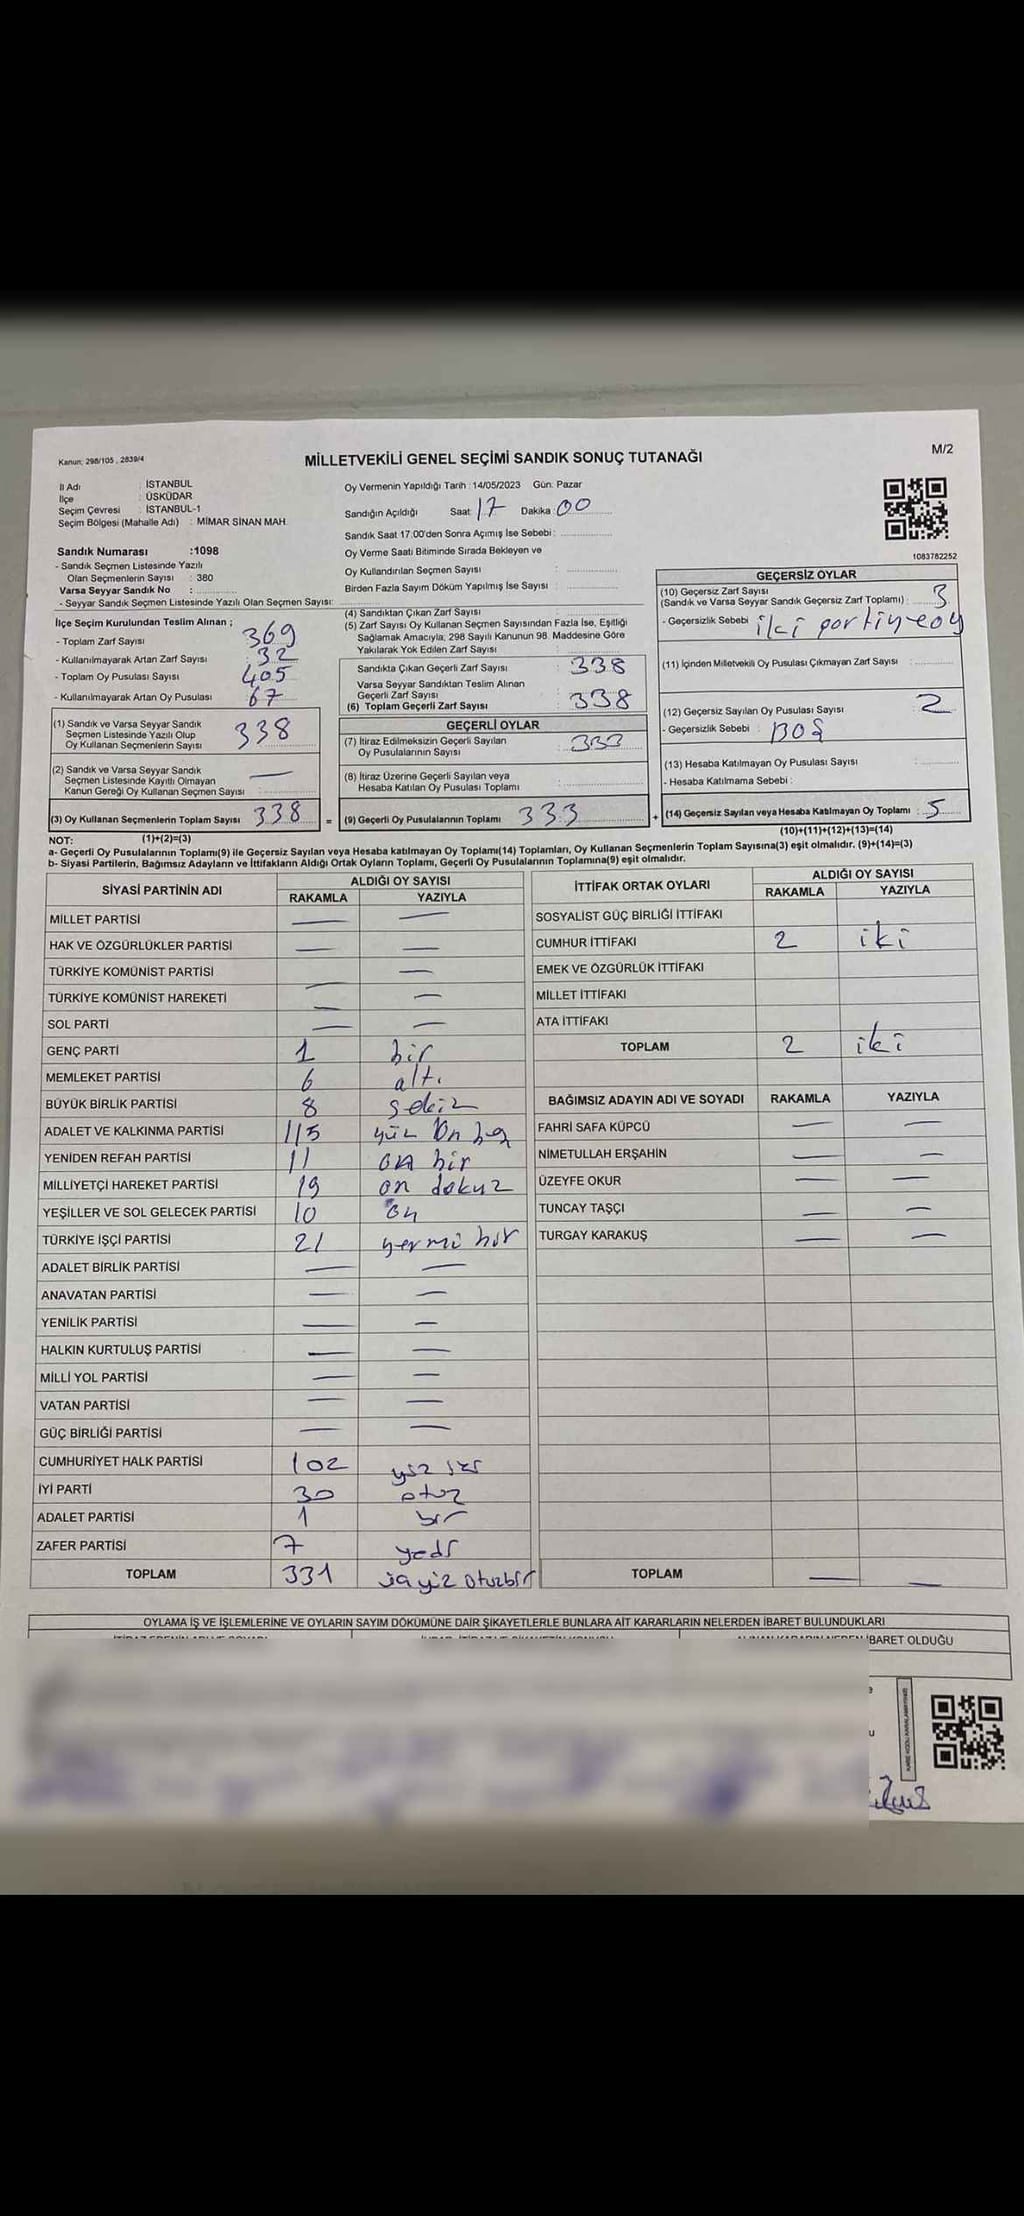 Kanun: 298/105 , 2839/4
M/2
MİLLETVEKİLİ GENEL SEÇİMİ SANDIK SONUÇ TUTANAĞI
İl Adı : İSTANBUL
İlçe : ÜSKÜDAR
Seçim Çevresi : İSTANBUL-1
Seçim Bölgesi (Mahalle Adı) : MİMAR SİNAN MAH.
Sandık Numarası :1098
- Sandık Seçmen Listesinde Yazılı
Olan Seçmenlerin Sayısı : 380
Varsa Seyyar Sandık No :
- Seyyar Sandık Seçmen Listesinde Yazılı Olan Seçmen Sayısı:
Oy Vermenin Yapıldığı Tarih : 14/05/2023 Gün: Pazar
Sandığın Açıldığı Saat: 17 Dakika: 00
Sandık Saat 17:00'den Sonra Açımış İse Sebebi:
Oy Verme Saati Bitiminde Sırada Bekleyen ve
Oy Kullandırılan Seçmen Sayısı :
Birden Fazla Sayım Döküm Yapılmış İse Sayısı :
1083782252
İlçe Seçim Kurulundan Teslim Alınan ;
- Toplam Zarf Sayısı : 369
- Kullanılmayarak Artan Zarf Sayısı : 32
- Toplam Oy Pusulası Sayısı : 405
- Kullanılmayarak Artan Oy Pusulası : 67
(1) Sandık ve Varsa Seyyar Sandık
Seçmen Listesinde Yazılı Olup
Oy Kullanan Seçmenlerin Sayısı 338
(2) Sandık ve Varsa Seyyar Sandık
Seçmen Listesinde Kayıtlı Olmayan
Kanun Gereği Oy Kullanan Seçmen Sayısı : —
(3) Oy Kullanan Seçmenlerin Toplam Sayısı : 338 =
(1)+(2)=(3)
(4) Sandıktan Çıkan Zarf Sayısı :
(5) Zarf Sayısı Oy Kullanan Seçmen Sayısından Fazla İse, Eşitliği
Sağlamak Amacıyla, 298 Sayılı Kanunun 98. Maddesine Göre
Yakılarak Yok Edilen Zarf Sayısı :
Sandıkta Çıkan Geçerli Zarf Sayısı : 338
Varsa Seyyar Sandıktan Teslim Alınan
Geçerli Zarf Sayısı :
(6) Toplam Geçerli Zarf Sayısı : 338
GEÇERLİ OYLAR
(7) İtiraz Edilmeksizin Geçerli Sayılan
Oy Pusulalarının Sayısı : 333
(8) İtiraz Üzerine Geçerli Sayılan veya
Hesaba Katılan Oy Pusulası Toplamı :
(9) Geçerli Oy Pusulalarının Toplamı : 333 +
GEÇERSİZ OYLAR
(10) Geçersiz Zarf Sayısı
(Sandık ve Varsa Seyyar Sandık Geçersiz Zarf Toplamı) : 3
- Geçersizlik Sebebi : iki partiye oy
(11) İçinden Milletvekili Oy Pusulası Çıkmayan Zarf Sayısı :
(12) Geçersiz Sayılan Oy Pusulası Sayısı : 2
- Geçersizlik Sebebi : BOŞ
(13) Hesaba Katılmayan Oy Pusulası Sayısı :
- Hesaba Katılmama Sebebi :
(14) Geçersiz Sayılan veya Hesaba Katılmayan Oy Toplamı : 5
(10)+(11)+(12)+(13)=(14)
NOT:
a- Geçerli Oy Pusulalarının Toplamı(9) ile Geçersiz Sayılan veya Hesaba katılmayan Oy Toplamı(14) Toplamları, Oy Kullanan Seçmenlerin Toplam Sayısına(3) eşit olmalıdır. (9)+(14)=(3)
b- Siyasi Partilerin, Bağımsız Adayların ve İttifakların Aldığı Ortak Oyların Toplamı, Geçerli Oy Pusulalarının Toplamına(9) eşit olmalıdır.
SİYASİ PARTİNİN ADI ALDIĞI OY SAYISI
RAKAMLA YAZIYLA
MİLLET PARTİSİ — —
HAK VE ÖZGÜRLÜKLER PARTİSİ — —
TÜRKİYE KOMÜNİST PARTİSİ — —
TÜRKİYE KOMÜNİST HAREKETİ — —
SOL PARTİ — —
GENÇ PARTİ 1 bir
MEMLEKET PARTİSİ 6 altı
BÜYÜK BİRLİK PARTİSİ 8 sekiz
ADALET VE KALKINMA PARTİSİ 115 yüz on beş
YENİDEN REFAH PARTİSİ 11 on bir
MİLLİYETÇİ HAREKET PARTİSİ 19 on dokuz
YEŞİLLER VE SOL GELECEK PARTİSİ 10 on
TÜRKİYE İŞÇİ PARTİSİ 21 yermi bir
ADALET BİRLİK PARTİSİ — —
ANAVATAN PARTİSİ — —
YENİLİK PARTİSİ — —
HALKIN KURTULUŞ PARTİSİ — —
MİLLİ YOL PARTİSİ — —
VATAN PARTİSİ — —
GÜÇ BİRLİĞİ PARTİSİ — —
CUMHURİYET HALK PARTİSİ 102 yüz iki
İYİ PARTİ 30 otuz
ADALET PARTİSİ 1 bir
ZAFER PARTİSİ 7 yedi
TOPLAM 331 üçyüz otuzbir
İTTİFAK ORTAK OYLARI ALDIĞI OY SAYISI
RAKAMLA YAZIYLA
SOSYALİST GÜÇ BİRLİĞİ İTTİFAKI
CUMHUR İTTİFAKI 2 iki
EMEK VE ÖZGÜRLÜK İTTİFAKI
MİLLET İTTİFAKI
ATA İTTİFAKI
TOPLAM 2 iki
BAĞIMSIZ ADAYIN ADI VE SOYADI RAKAMLA YAZIYLA
FAHRİ SAFA KÜPCÜ — —
NİMETULLAH ERŞAHİN — —
ÜZEYFE OKUR — —
TUNCAY TAŞÇI — —
TURGAY KARAKUŞ — —
TOPLAM — —
OYLAMA İŞ VE İŞLEMLERİNE VE OYLARIN SAYIM DÖKÜMÜNE DAİR ŞİKAYETLERLE BUNLARA AİT KARARLARIN NELERDEN İBARET BULUNDUKLARI
İBARET OLDUĞU